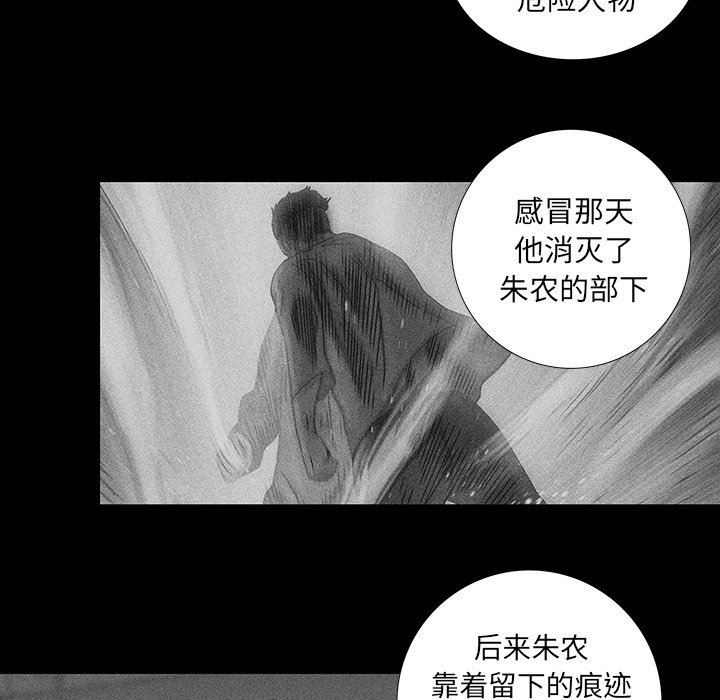 危险人物
感冒那天
他消灭了
朱农的部下
后来朱农
靠着留下的痕迹